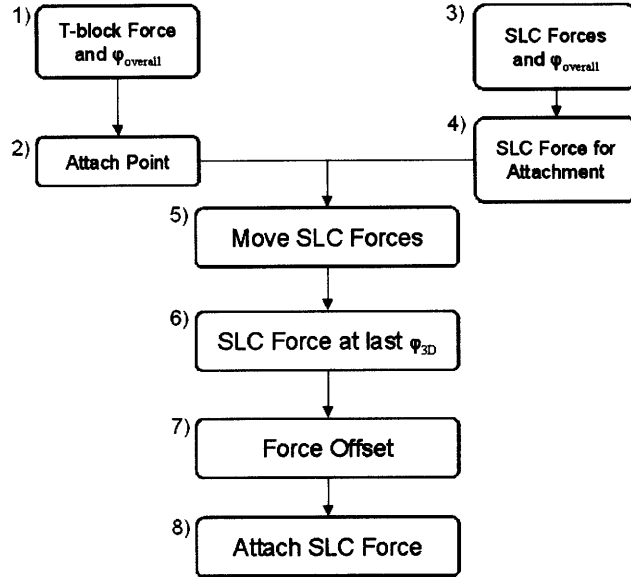 1)
T-block Force
and φoverall
2)
Attach Point
3)
SLC Forces
and φoverall
4)
SLC Force for
Attachment
5)
Move SLC Forces
6)
SLC Force at last φ3D
7)
Force Offset
8)
Attach SLC Force